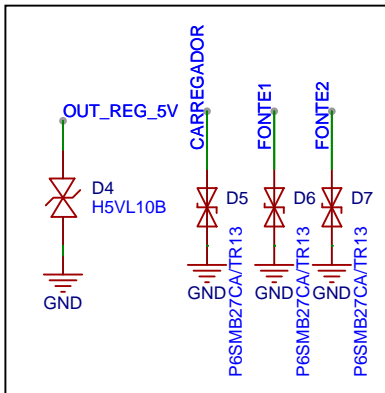 OUT_REG_5V
D4
H5VL10B
GND
CARREGADOR
D5
GND
P6SMB27CA/TR13
FONTE1
D6
GND
P6SMB27CA/TR13
FONTE2
D7
GND
P6SMB27CA/TR13